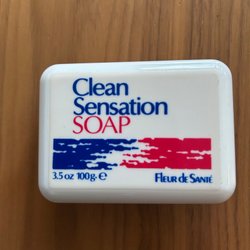 Clean
Sensation
SOAP
3.5 oz 100g. ℮ FLEUR DE SANTÉ